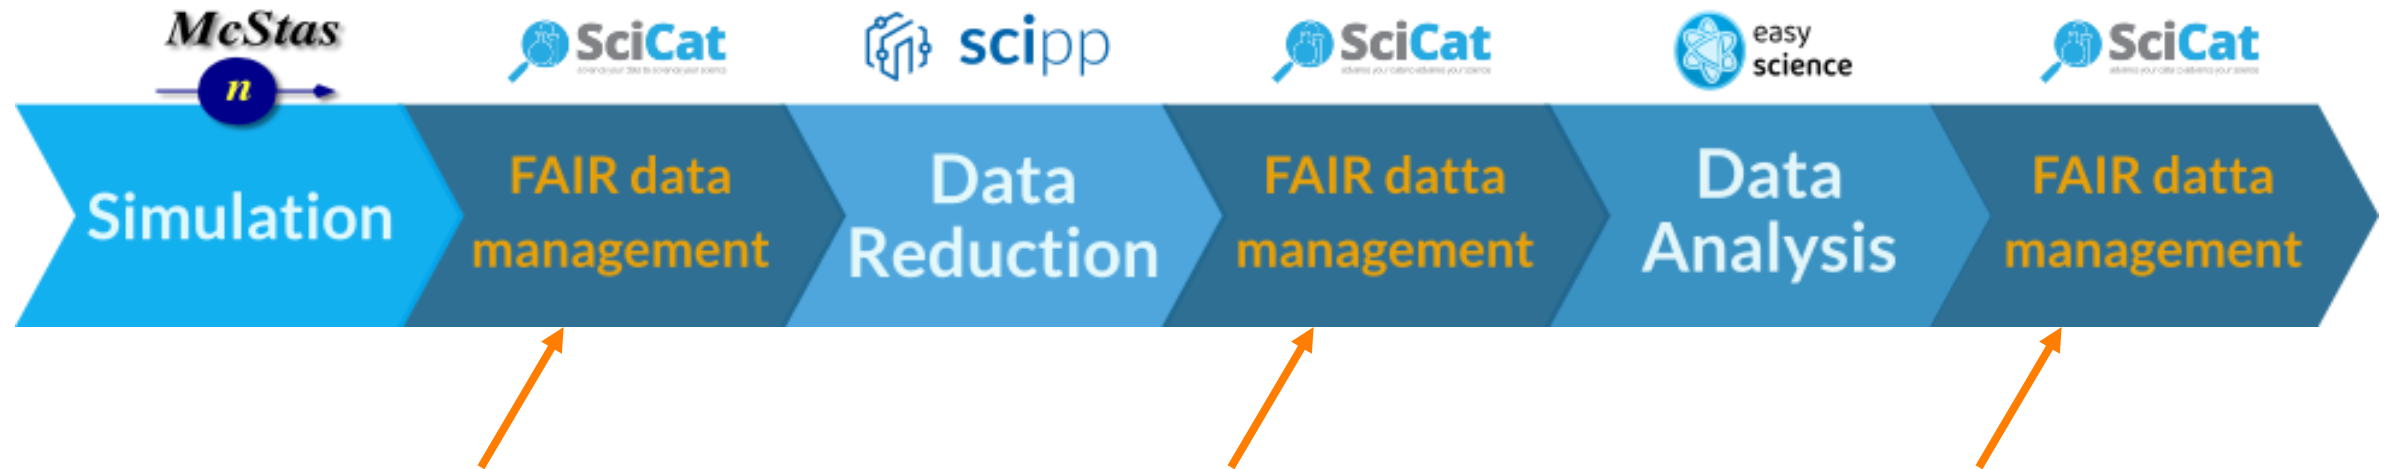 McStas
n
SciCat
scipp
SciCat
easy
science
SciCat
Simulation
FAIR data
management
Data
Reduction
FAIR datta
management
Data
Analysis
FAIR datta
management